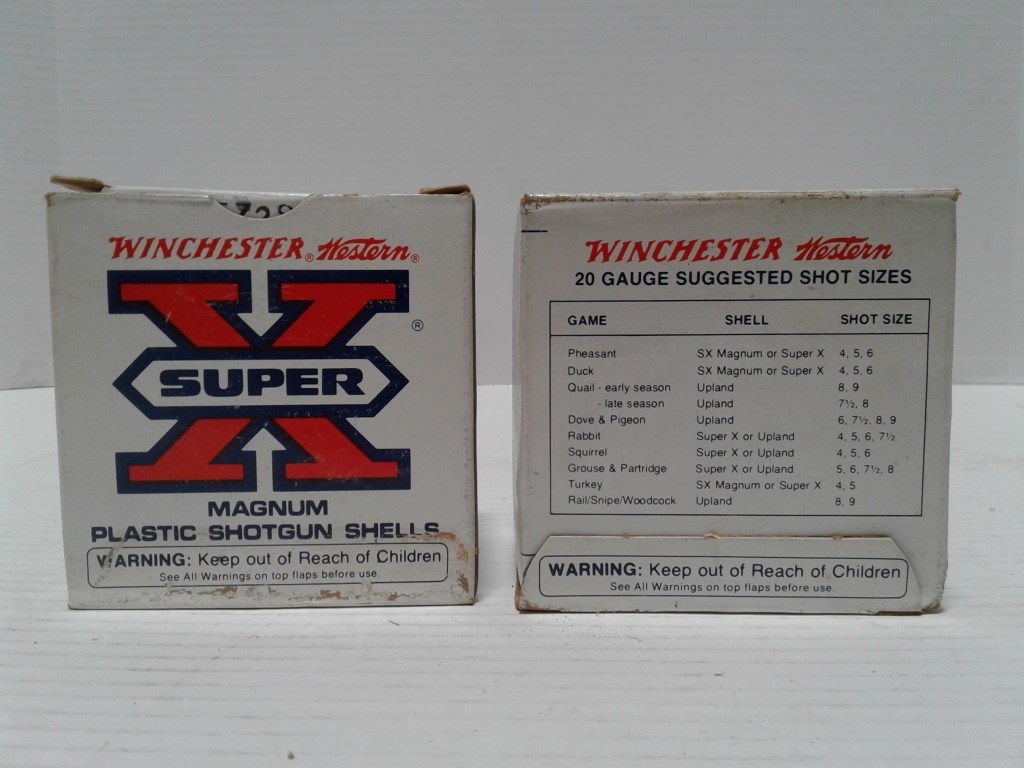 WINCHESTER® Western®
SUPER X ®
MAGNUM
PLASTIC SHOTGUN SHELLS
WARNING: Keep out of Reach of Children
See All Warnings on top flaps before use.
WINCHESTER Western
20 GAUGE SUGGESTED SHOT SIZES
GAME SHELL SHOT SIZE
Pheasant SX Magnum or Super X 4, 5, 6
Duck SX Magnum or Super X 4, 5, 6
Quail - early season Upland 8, 9
- late season Upland 7½, 8
Dove & Pigeon Upland 6, 7½, 8, 9
Rabbit Super X or Upland 4, 5, 6, 7½
Squirrel Super X or Upland 4, 5, 6
Grouse & Partridge Super X or Upland 5, 6, 7½, 8
Turkey SX Magnum or Super X 4, 5
Rail/Snipe/Woodcock Upland 8, 9
WARNING: Keep out of Reach of Children
See All Warnings on top flaps before use.